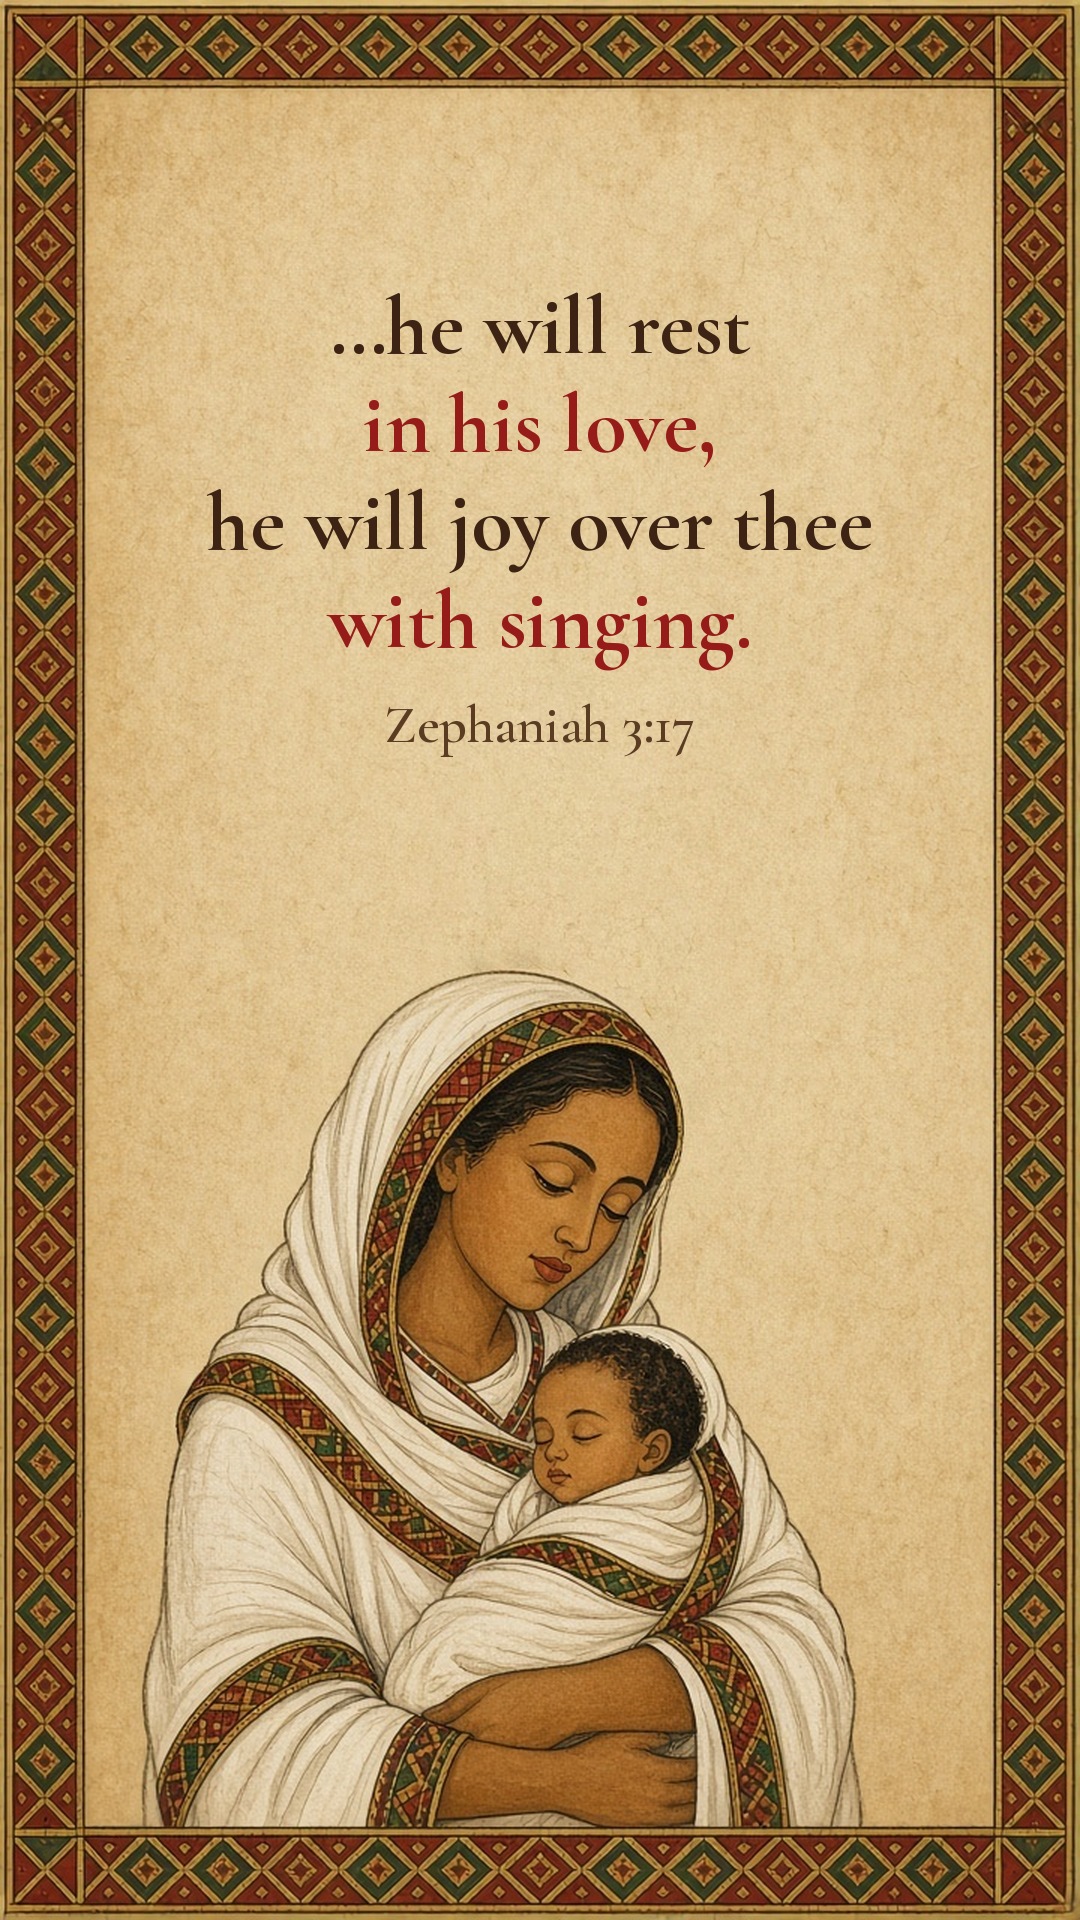 ...he will rest
in his love,
he will joy over thee
with singing.
Zephaniah 3:17